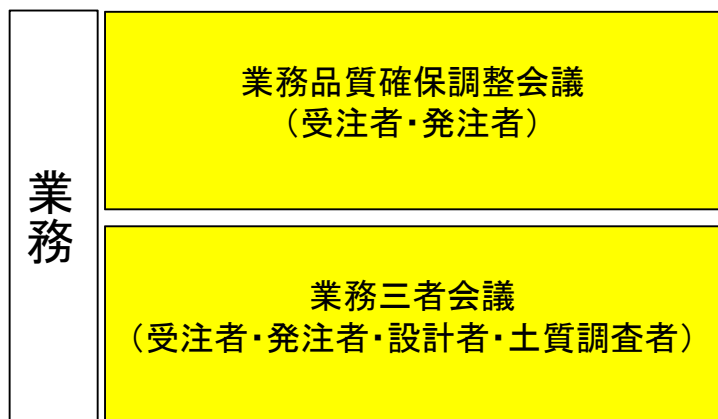 業務
業務品質確保調整会議
（受注者・発注者）
業務三者会議
（受注者・発注者・設計者・土質調査者）